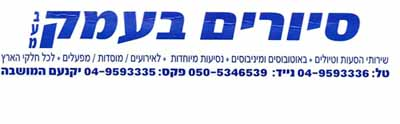 סיורים בעמק בע"מ
שירותי הסעות וטיולים • באוטובוסים ומיניבוסים • נסיעות מיוחדות • לאירועים / מוסדות / מפעלים • לכל חלקי הארץ
טל: 04-9593336 נייד: 050-5346539 פקס: 04-9593335 יקנעם המושבה